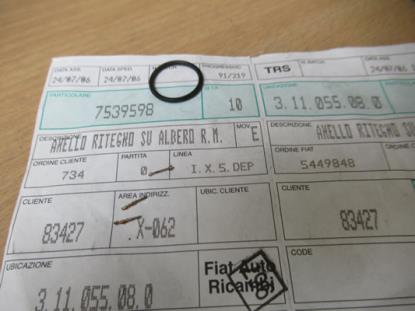 DATA ASS. DATA SPED. PROGRESSIVO TRS DATA ASS.
24/07/06 24/07/06 91/219 24/07/06
PARTICOLARE Q.TA UBICAZIONE
7539598 10 3.11.055.08.0
DESCRIZIONE MOV. DESCRIZIONE
ANELLO RITEGNO SU ALBERO R.M. E ANELLO RITEGNO SU
ORDINE CLIENTE PARTITA LINEA ORDINE FIAT
734 0 I.X.S.DEP 5449848
CLIENTE AREA INDIRIZZ. UBIC. CLIENTE CLIENTE
83427 .X-062 83427
UBICAZIONE Fiat Auto Ricambi CODE
3.11.055.08.0